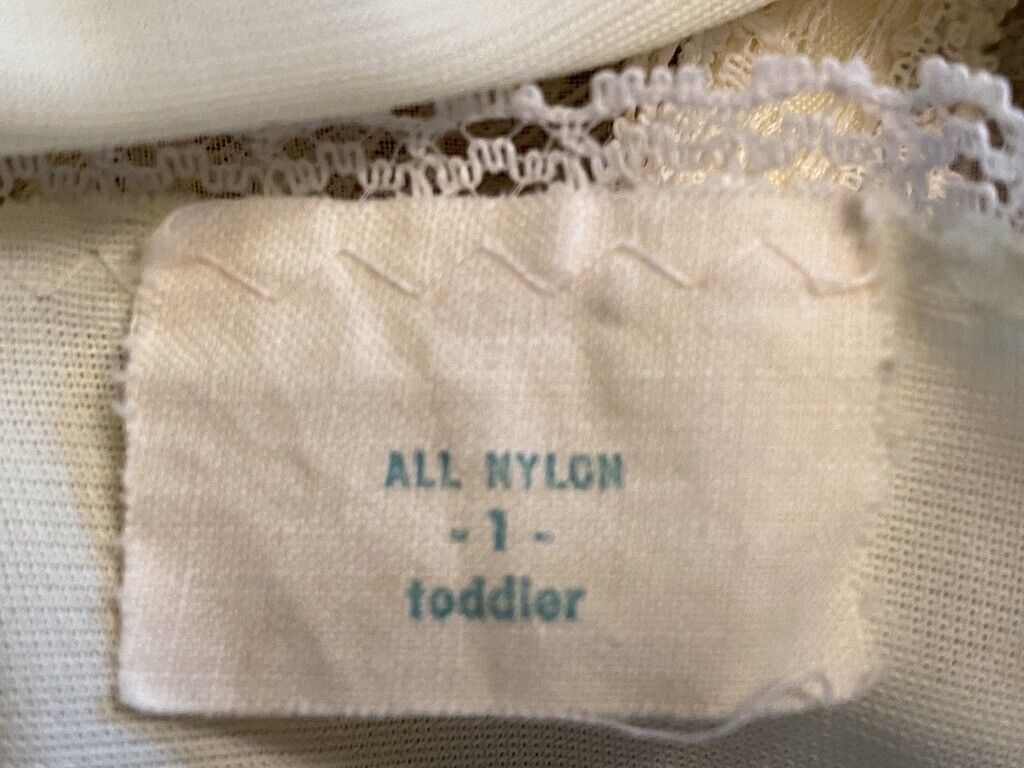 ALL NYLON
- 1 -
toddler